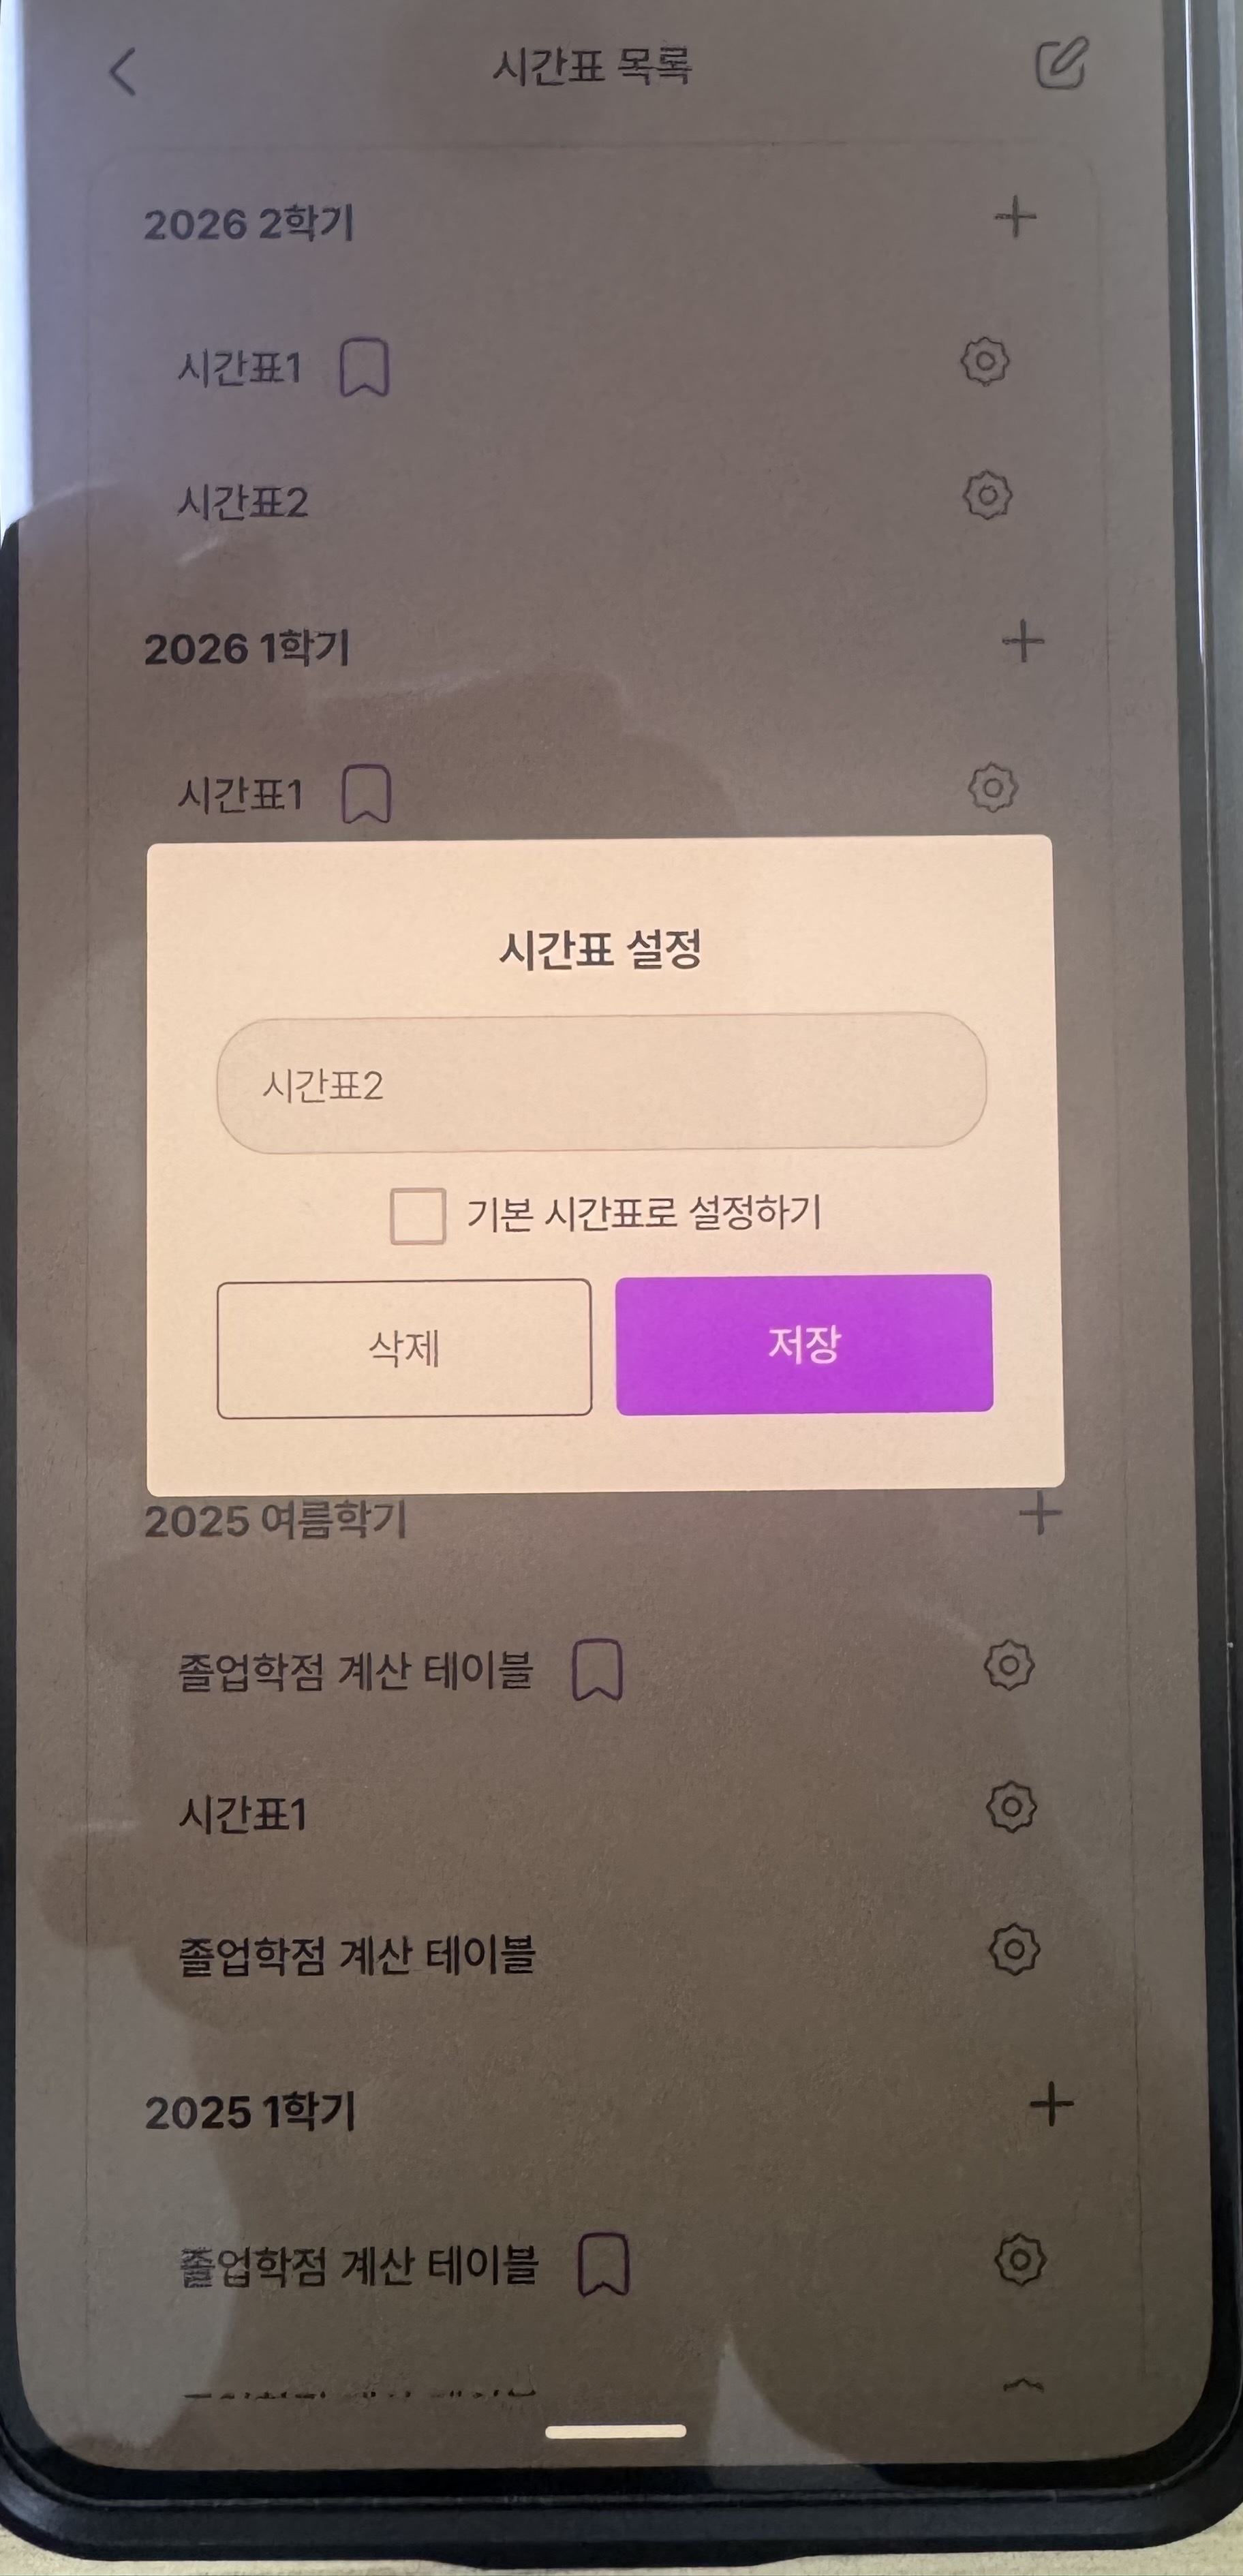 시간표 목록
2026 2학기
시간표1
시간표2
2026 1학기
시간표1
시간표 설정
시간표2
기본 시간표로 설정하기
삭제
저장
2025 여름학기
졸업학점 계산 테이블
시간표1
졸업학점 계산 테이블
2025 1학기
졸업학점 계산 테이블